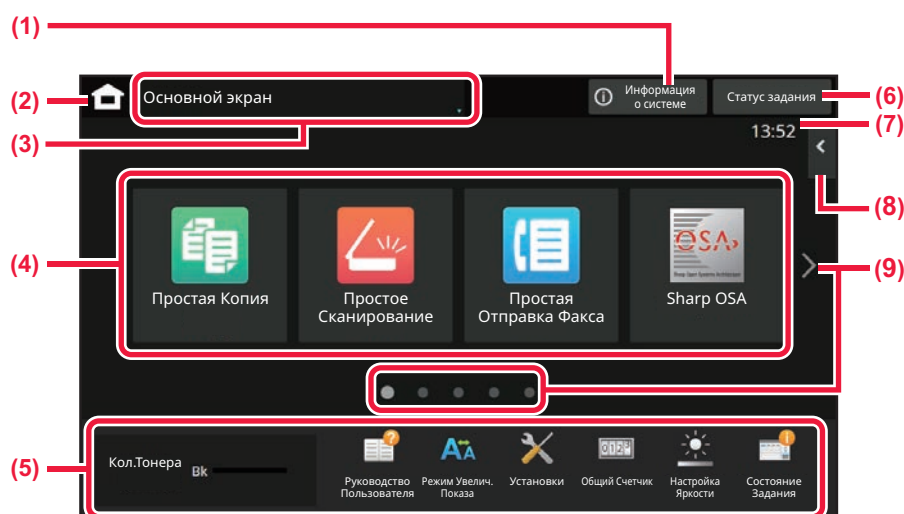 (1)
(2)
Основной экран
Информация
о системе
Статус задания
(6)
(3)
13:52
(7)
(8)
(4)
OSA
Простая Копия
Простое
Сканирование
Простая
Отправка Факса
Sharp OSA
(9)
(5)
Кол.Тонера
Bk
Руководство
Пользователя
Режим Увелич.
Показа
Установки
Общий Счетчик
Настройка
Яркости
Состояние
Задания